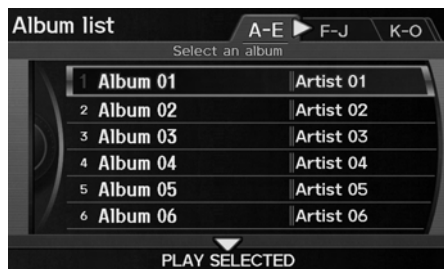 Album list A-E F-J K-O
Select an album
1 Album 01 Artist 01
2 Album 02 Artist 02
3 Album 03 Artist 03
4 Album 04 Artist 04
5 Album 05 Artist 05
6 Album 06 Artist 06
PLAY SELECTED